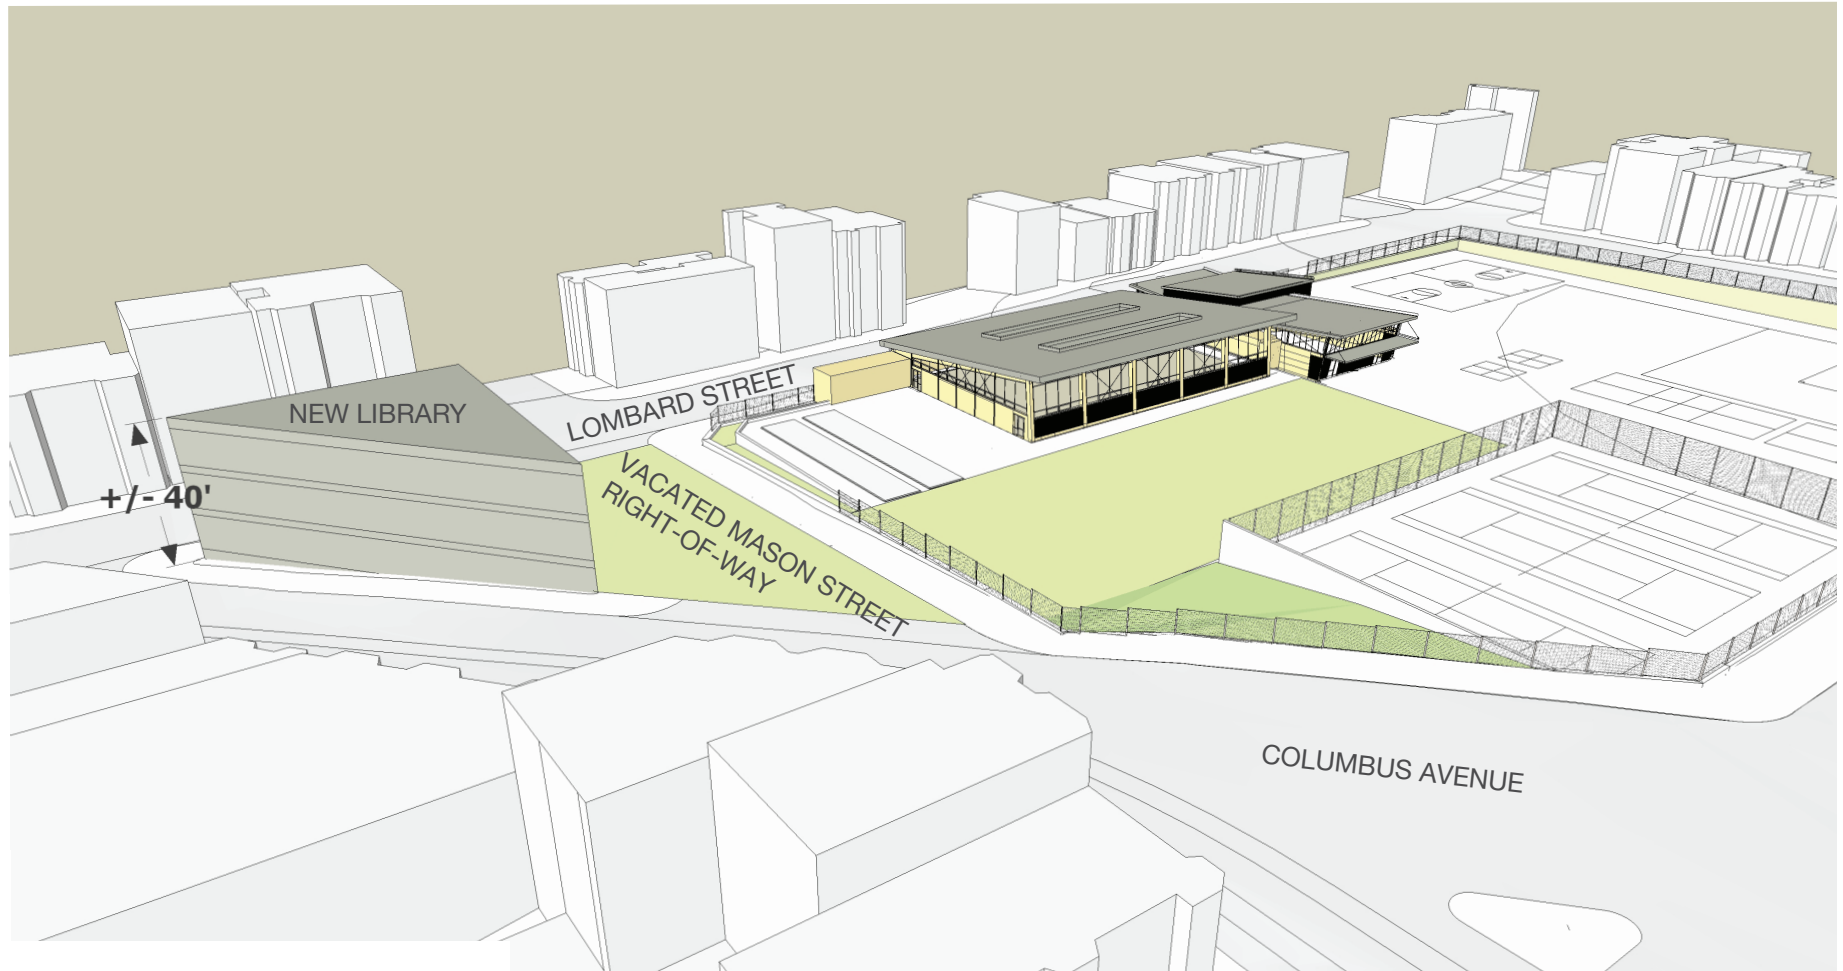 NEW LIBRARY
LOMBARD STREET
+/- 40'
VACATED MASON STREET
RIGHT-OF-WAY
COLUMBUS AVENUE